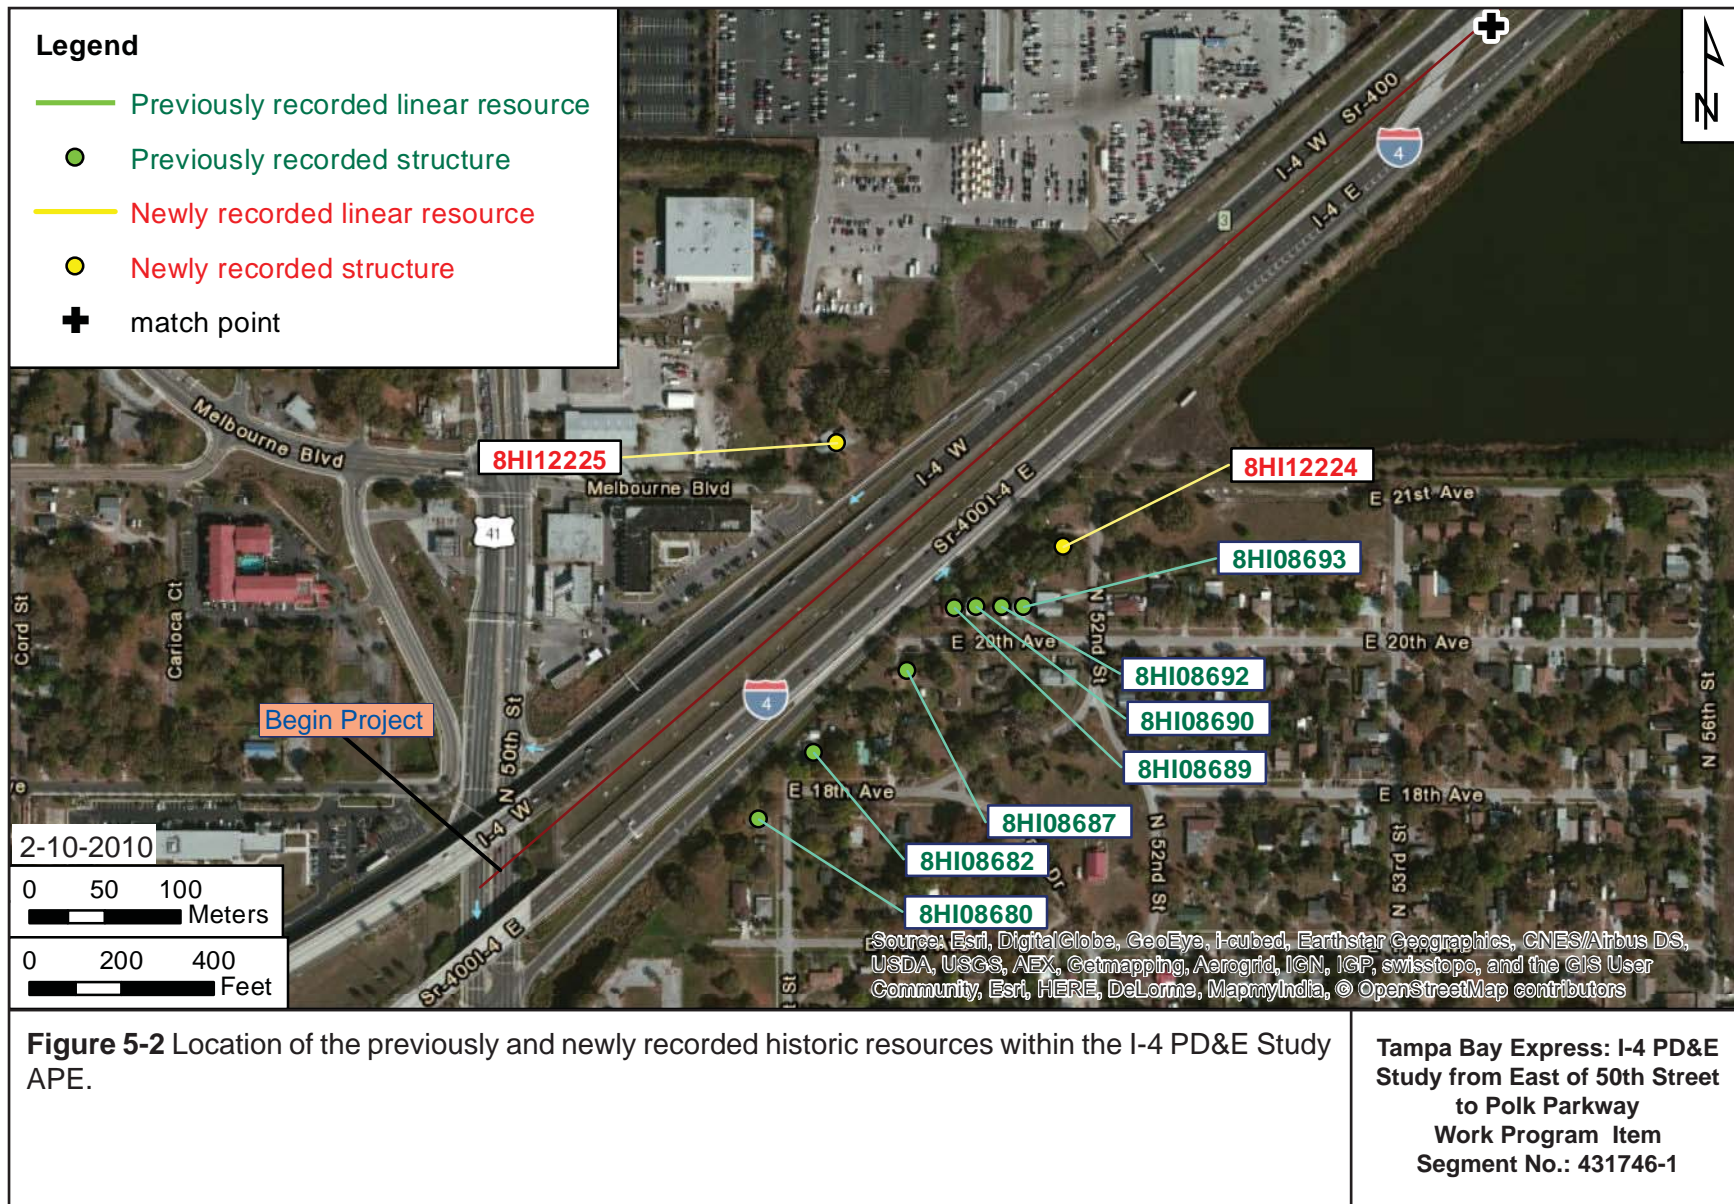 Legend
Previously recorded linear resource
Previously recorded structure
Newly recorded linear resource
Newly recorded structure
match point
N
I-4 W Sr-400
4
I-4 E
3
Melbourne Blvd
8HI12225
Melbourne Blvd
I-4 W
8HI12224
E 21st Ave
41
Sr-400I-4 E
8HI08693
Cord St
Carioca Ct
N 52nd St
E 20th Ave
E 20th Ave
8HI08692
4
Begin Project
N 50th St
8HI08690
N 56th St
8HI08689
E 18th Ave
E 18th Ave
ve
I-4 W
8HI08687
N 52nd St
N 53rd St
2-10-2010
8HI08682
Dr
0 50 100
Meters
8HI08680
Sr-400I-4 E
0 200 400
Feet
t St
Source: Esri, DigitalGlobe, GeoEye, i-cubed, Earthstar Geographics, CNES/Airbus DS,
USDA, USGS, AEX, Getmapping, Aerogrid, IGN, IGP, swisstopo, and the GIS User
Community, Esri, HERE, DeLorme, MapmyIndia, © OpenStreetMap contributors
Figure 5-2 Location of the previously and newly recorded historic resources within the I-4 PD&E Study
APE.
Tampa Bay Express: I-4 PD&E
Study from East of 50th Street
to Polk Parkway
Work Program Item
Segment No.: 431746-1